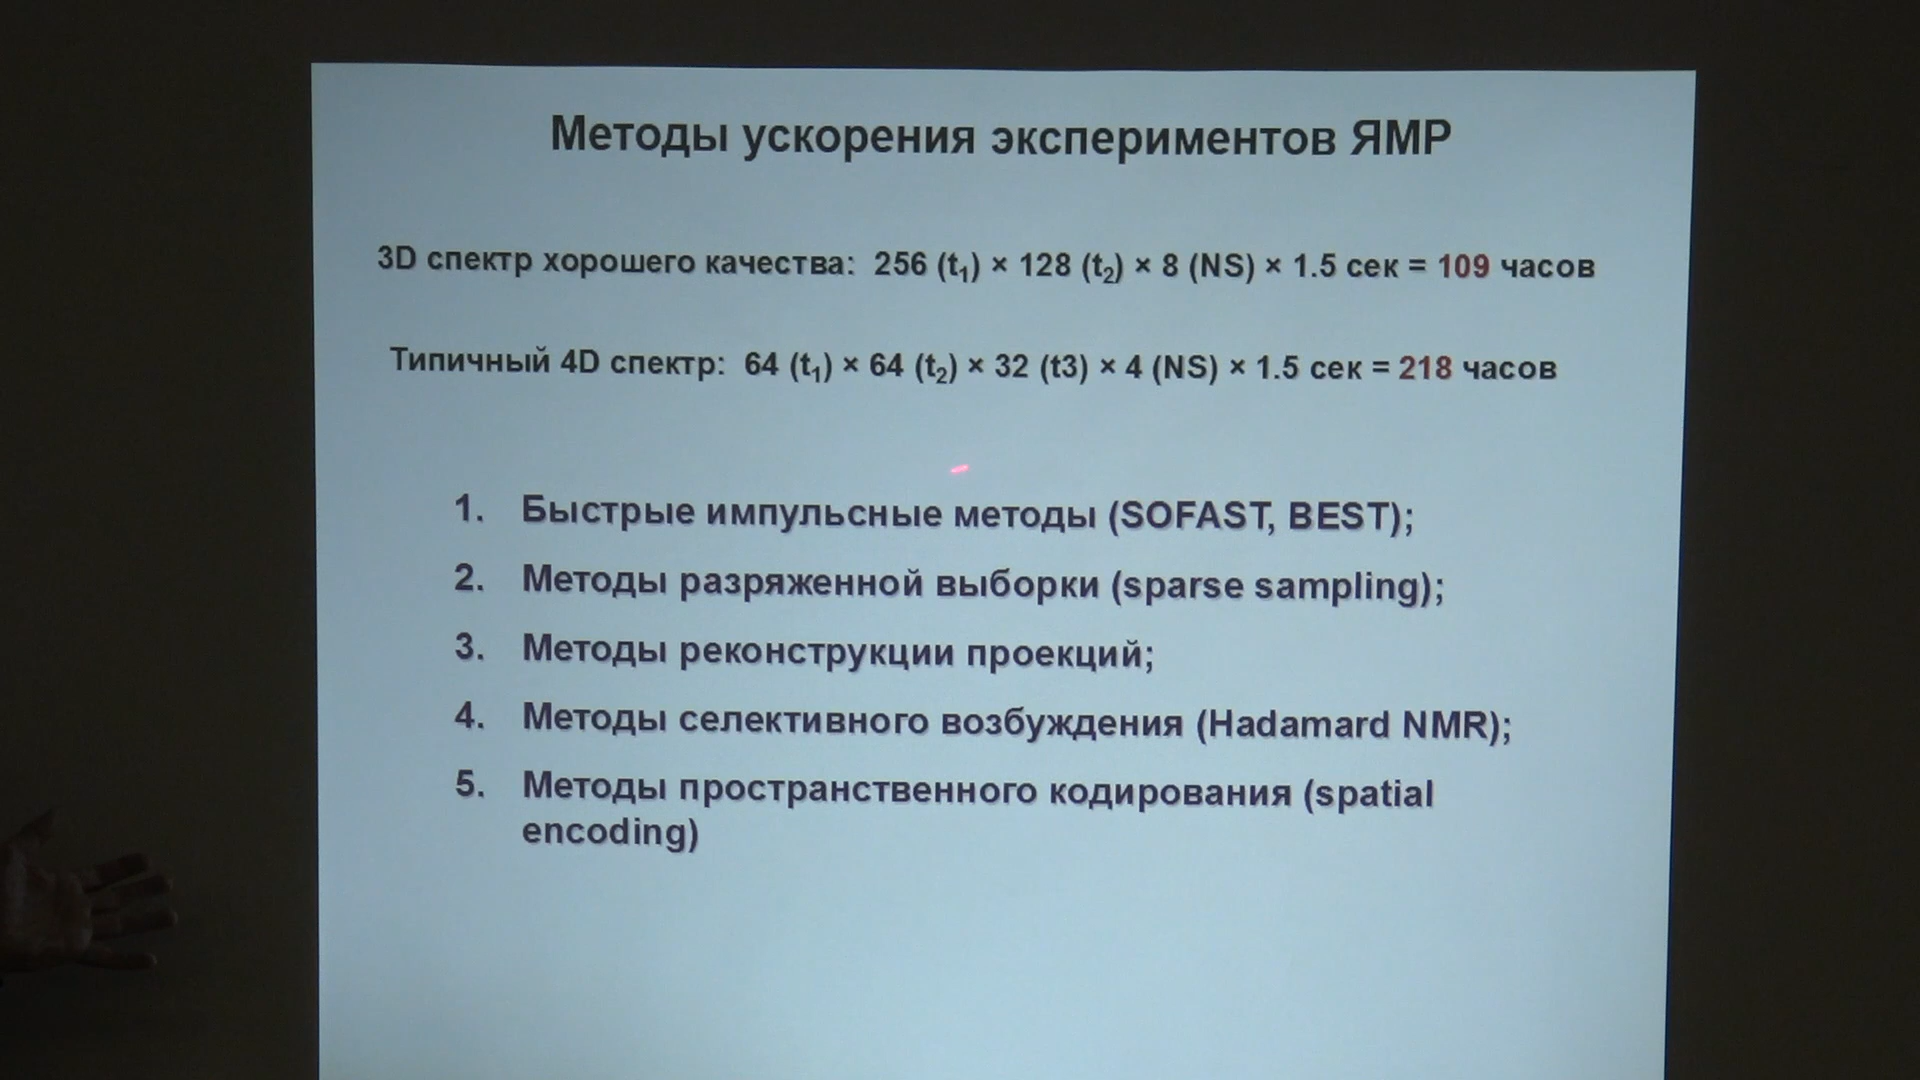 Методы ускорения экспериментов ЯМР
3D спектр хорошего качества: 256 (t₁) × 128 (t₂) × 8 (NS) × 1.5 сек = 109 часов
Типичный 4D спектр: 64 (t₁) × 64 (t₂) × 32 (t3) × 4 (NS) × 1.5 сек = 218 часов
1. Быстрые импульсные методы (SOFAST, BEST);
2. Методы разряженной выборки (sparse sampling);
3. Методы реконструкции проекций;
4. Методы селективного возбуждения (Hadamard NMR);
5. Методы пространственного кодирования (spatial
encoding)